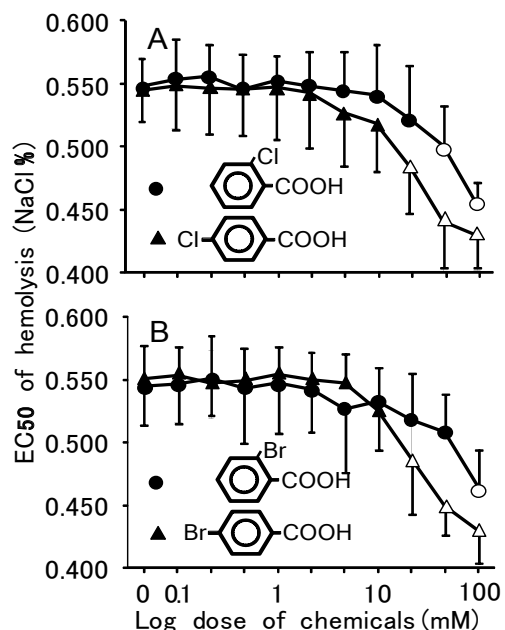 0.600
A
0.550
0.500
Cl
COOH
0.450
Cl
COOH
0.400
EC50 of hemolysis (NaCl%)
0.600
B
0.550
0.500
Br
COOH
0.450
Br
COOH
0.400
0 0.1 1 10 100
Log dose of chemicals(mM)